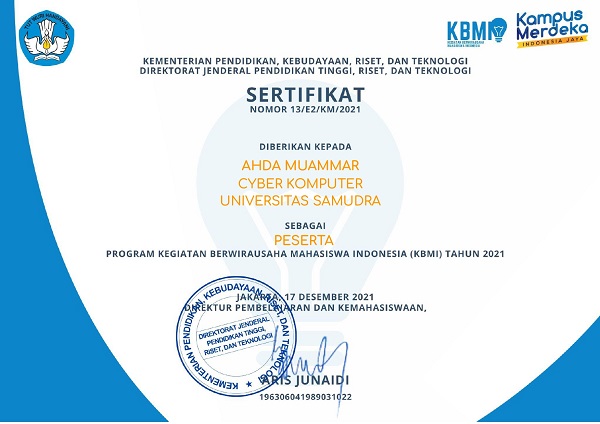 TUT WURI HANDAYANI
KBMI
KEGIATAN BERWIRAUSAHA
MAHASISWA INDONESIA
Kampus
Merdeka
INDONESIA JAYA
KEMENTERIAN PENDIDIKAN, KEBUDAYAAN, RISET, DAN TEKNOLOGI
DIREKTORAT JENDERAL PENDIDIKAN TINGGI, RISET, DAN TEKNOLOGI
SERTIFIKAT
NOMOR 13/E2/KM/2021
DIBERIKAN KEPADA
AHDA MUAMMAR
CYBER KOMPUTER
UNIVERSITAS SAMUDRA
SEBAGAI
PESERTA
PROGRAM KEGIATAN BERWIRAUSAHA MAHASISWA INDONESIA (KBMI) TAHUN 2021
JAKARTA, 17 DESEMBER 2021
DIREKTUR PEMBELAJARAN DAN KEMAHASISWAAN,
KEMENTERIAN PENDIDIKAN, KEBUDAYAAN, RISET, DAN TEKNOLOGI
DIREKTORAT JENDERAL
PENDIDIKAN TINGGI,
RISET, DAN TEKNOLOGI
ARIS JUNAIDI
196306041989031022